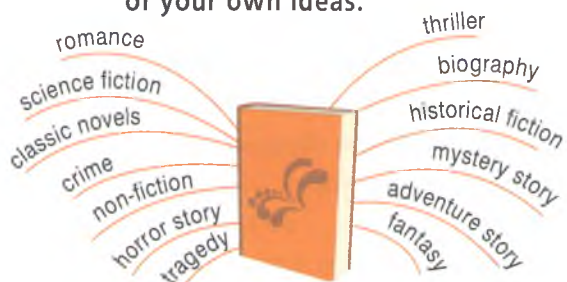 or your own ideas.
romance
science fiction
classic novels
crime
non-fiction
horror story
tragedy
thriller
biography
historical fiction
mystery story
adventure story
fantasy